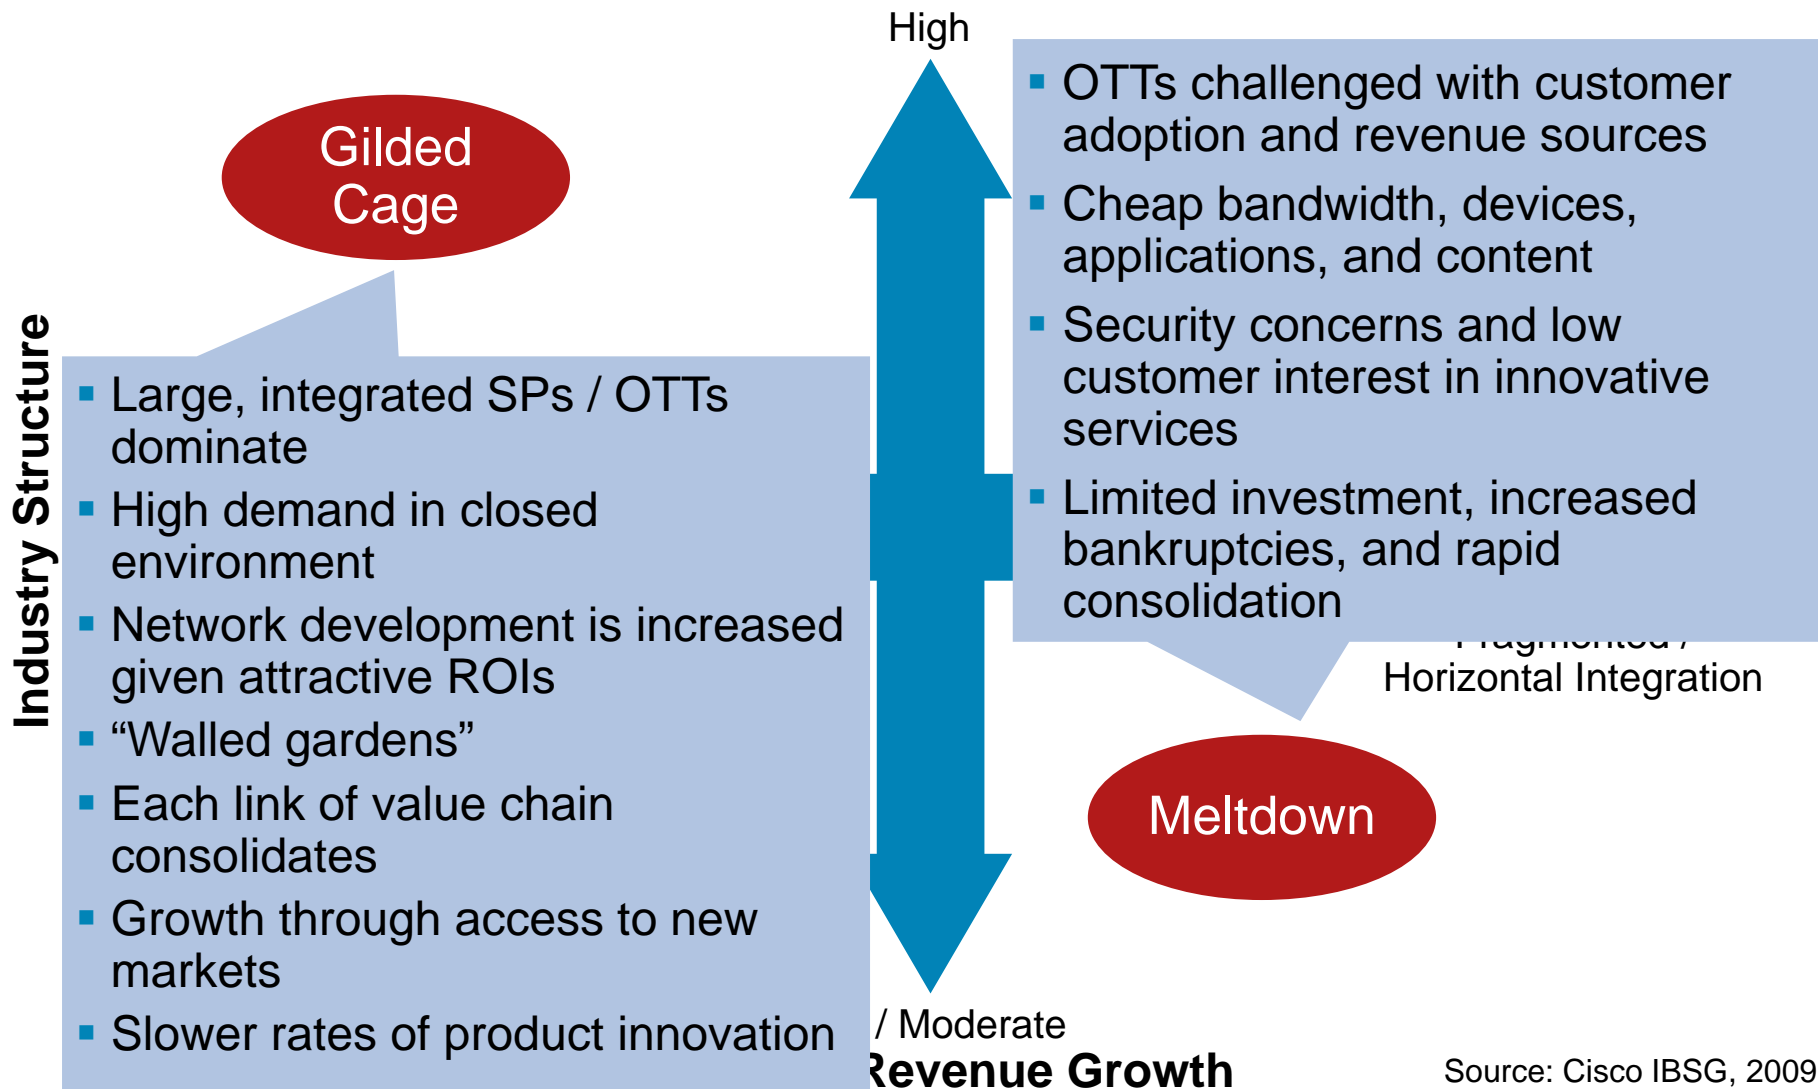 High
Gilded
Cage
Industry Structure
▪ Large, integrated SPs / OTTs
dominate
▪ High demand in closed
environment
▪ Network development is increased
given attractive ROIs
▪ “Walled gardens”
▪ Each link of value chain
consolidates
▪ Growth through access to new
markets
▪ Slower rates of product innovation
▪ OTTs challenged with customer
adoption and revenue sources
▪ Cheap bandwidth, devices,
applications, and content
▪ Security concerns and low
customer interest in innovative
services
▪ Limited investment, increased
bankruptcies, and rapid
consolidation
Fragmented /
Horizontal Integration
Meltdown
/ Moderate
Revenue Growth
Source: Cisco IBSG, 2009